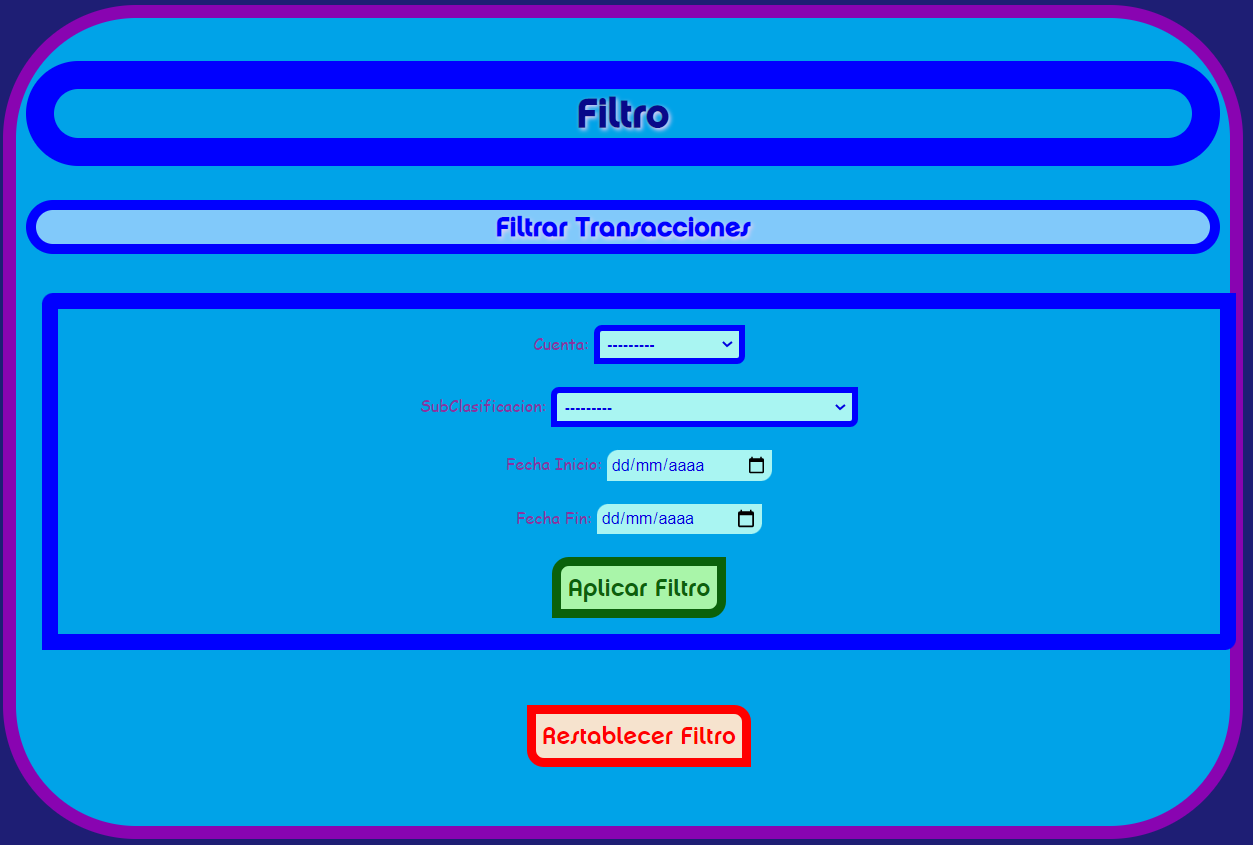 Filtro
Filtrar Transacciones
Cuenta: ---------
SubClasificacion: ---------
Fecha Inicio: dd/mm/aaaa
Fecha Fin: dd/mm/aaaa
Aplicar Filtro
Restablecer Filtro